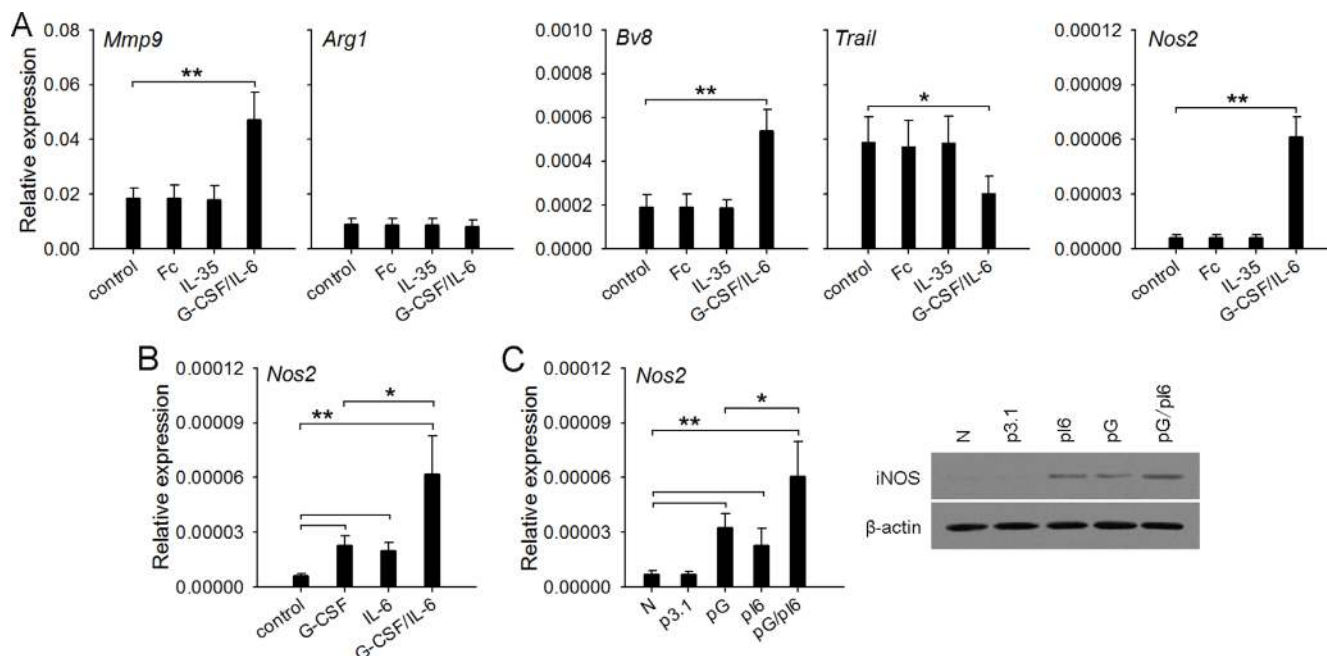 A
Mmp9
Arg1
Bv8
Trail
Nos2
Relative expression
0.08
0.06
0.04
0.02
0.00
**
control
Fc
IL-35
G-CSF/IL-6
control
Fc
IL-35
G-CSF/IL-6
0.0010
0.0008
0.0006
0.0004
0.0002
0.0000
**
control
Fc
IL-35
G-CSF/IL-6
*
control
Fc
IL-35
G-CSF/IL-6
0.00012
0.00009
0.00006
0.00003
0.00000
**
control
Fc
IL-35
G-CSF/IL-6
B
Nos2
Relative expression
0.00012
0.00009
0.00006
0.00003
0.00000
*
**
control
G-CSF
IL-6
G-CSF/IL-6
C
Nos2
Relative expression
0.00012
0.00009
0.00006
0.00003
0.00000
*
**
N
p3.1
pG
pI6
pG/pI6
N
p3.1
pI6
pG
pG/pI6
iNOS
β-actin